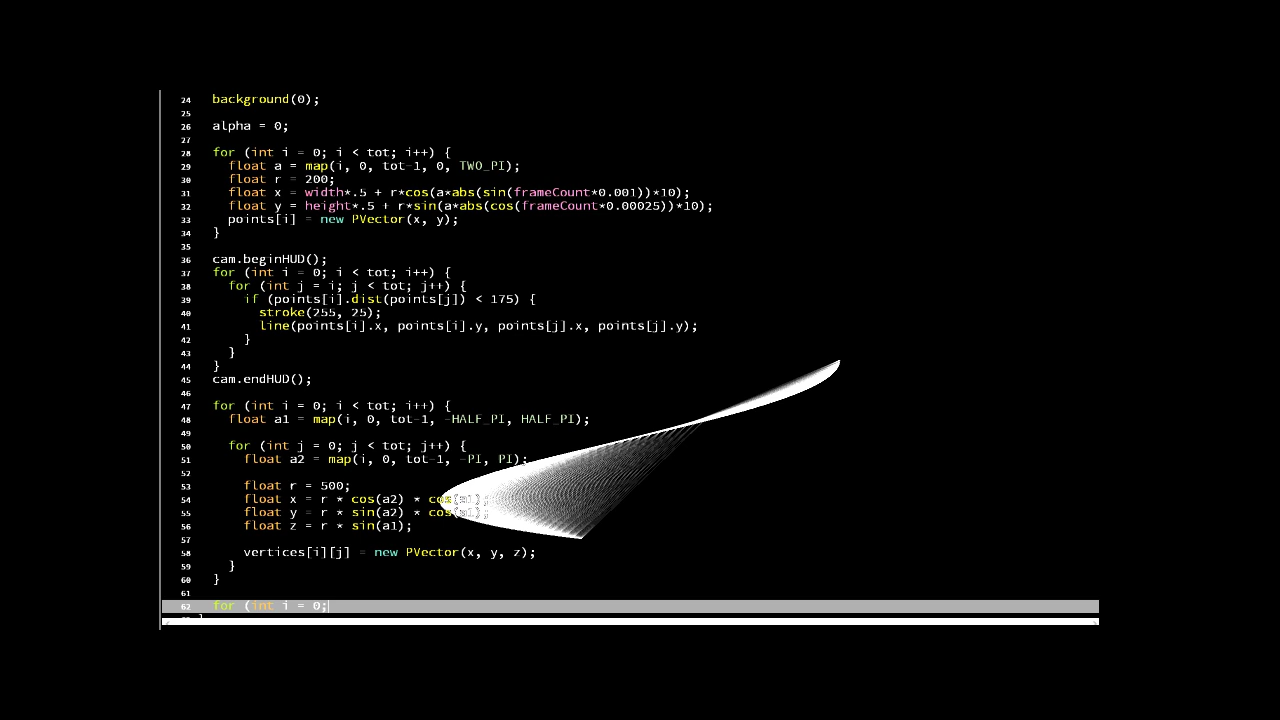 24 background(0);
25
26 alpha = 0;
27
28 for (int i = 0; i < tot; i++) {
29 float a = map(i, 0, tot-1, 0, TWO_PI);
30 float r = 200;
31 float x = width*.5 + r*cos(a*abs(sin(frameCount*0.001))*10);
32 float y = height*.5 + r*sin(a*abs(cos(frameCount*0.00025))*10);
33 points[i] = new PVector(x, y);
34 }
35
36 cam.beginHUD();
37 for (int i = 0; i < tot; i++) {
38 for (int j = i; j < tot; j++) {
39 if (points[i].dist(points[j]) < 175) {
40 stroke(255, 25);
41 line(points[i].x, points[i].y, points[j].x, points[j].y);
42 }
43 }
44 }
45 cam.endHUD();
46
47 for (int i = 0; i < tot; i++) {
48 float a1 = map(i, 0, tot-1, -HALF_PI, HALF_PI);
49
50 for (int j = 0; j < tot; j++) {
51 float a2 = map(i, 0, tot-1, -PI, PI);
52
53 float r = 500;
54 float x = r * cos(a2) * cos(a1);
55 float y = r * sin(a2) * cos(a1);
56 float z = r * sin(a1);
57
58 vertices[i][j] = new PVector(x, y, z);
59 }
60 }
61
62 for (int i = 0;